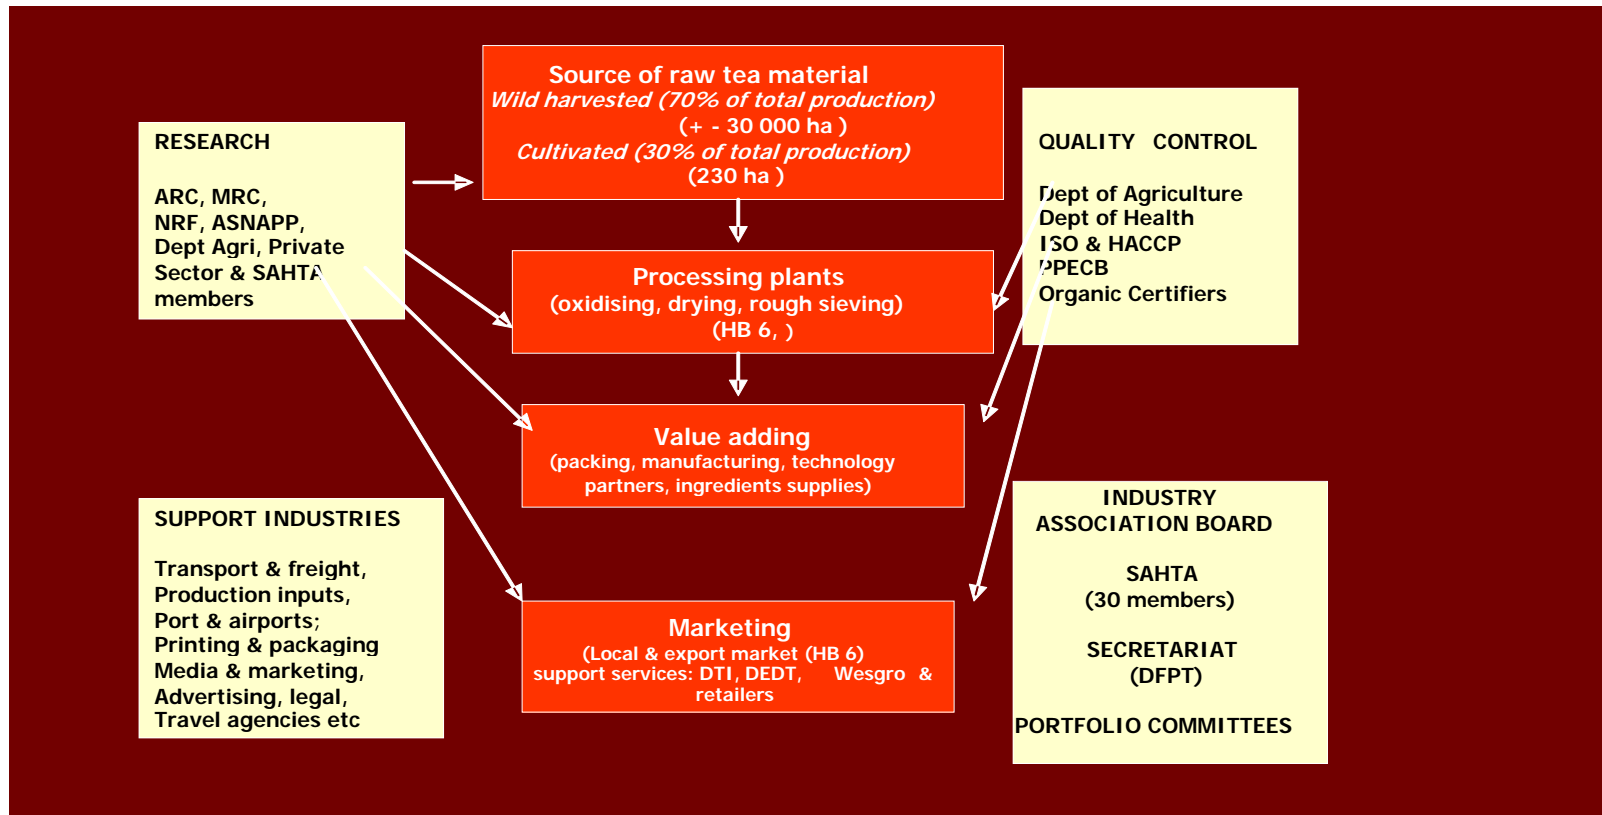 Source of raw tea material
Wild harvested (70% of total production)
(+ - 30 000 ha )
Cultivated (30% of total production)
(230 ha )
RESEARCH
ARC, MRC,
NRF, ASNAPP,
Dept Agri, Private
Sector & SAHTA
members
QUALITY CONTROL
Dept of Agriculture
Dept of Health
ISO & HACCP
PPECB
Organic Certifiers
Processing plants
(oxidising, drying, rough sieving)
(HB 6, )
Value adding
(packing, manufacturing, technology
partners, ingredients supplies)
SUPPORT INDUSTRIES
Transport & freight,
Production inputs,
Port & airports;
Printing & packaging
Media & marketing,
Advertising, legal,
Travel agencies etc
Marketing
(Local & export market (HB 6)
support services: DTI, DEDT, Wesgro &
retailers
INDUSTRY
ASSOCIATION BOARD
SAHTA
(30 members)
SECRETARIAT
(DFPT)
PORTFOLIO COMMITTEES